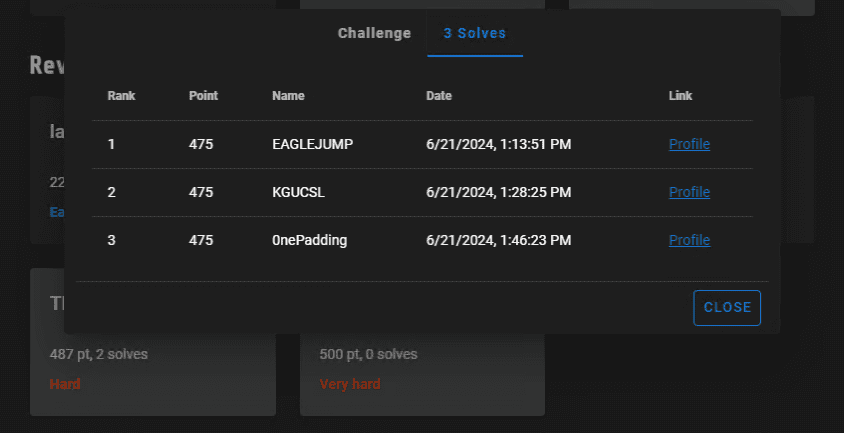 Challenge 3 Solves
Rev
Rank Point Name Date Link
la
1 475 EAGLEJUMP 6/21/2024, 1:13:51 PM Profile
22
2 475 KGUCSL 6/21/2024, 1:28:25 PM Profile
Ea
3 475 0nePadding 6/21/2024, 1:46:23 PM Profile
CLOSE
487 pt, 2 solves 500 pt, 0 solves
Hard Very hard